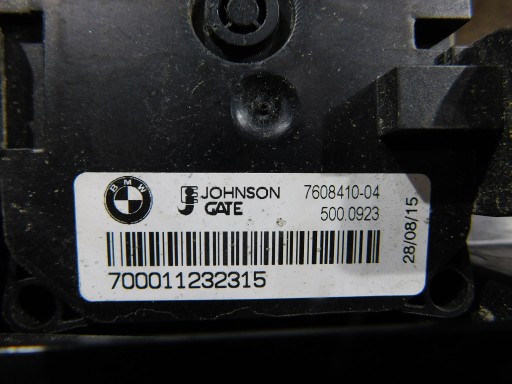 BMW
JOHNSON 7608410-04
GATE 500.0923
700011232315
28/08/15